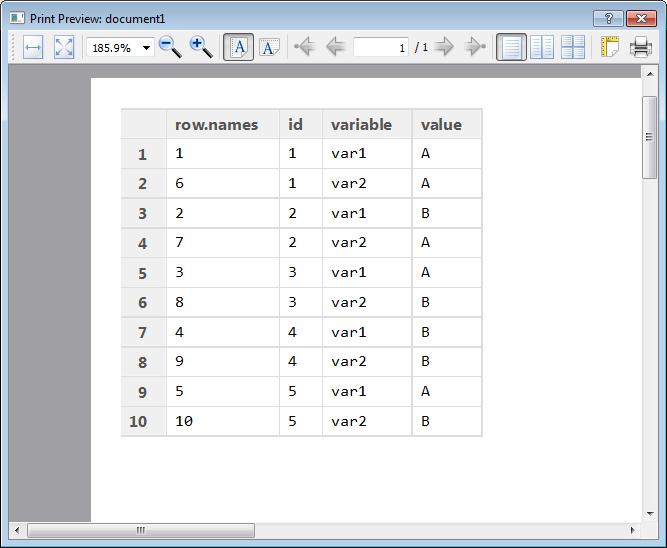 Print Preview: document1
185.9% 1 / 1
row.names id variable value
1 1 1 var1 A
2 6 1 var2 A
3 2 2 var1 B
4 7 2 var2 A
5 3 3 var1 A
6 8 3 var2 B
7 4 4 var1 B
8 9 4 var2 B
9 5 5 var1 A
10 10 5 var2 B